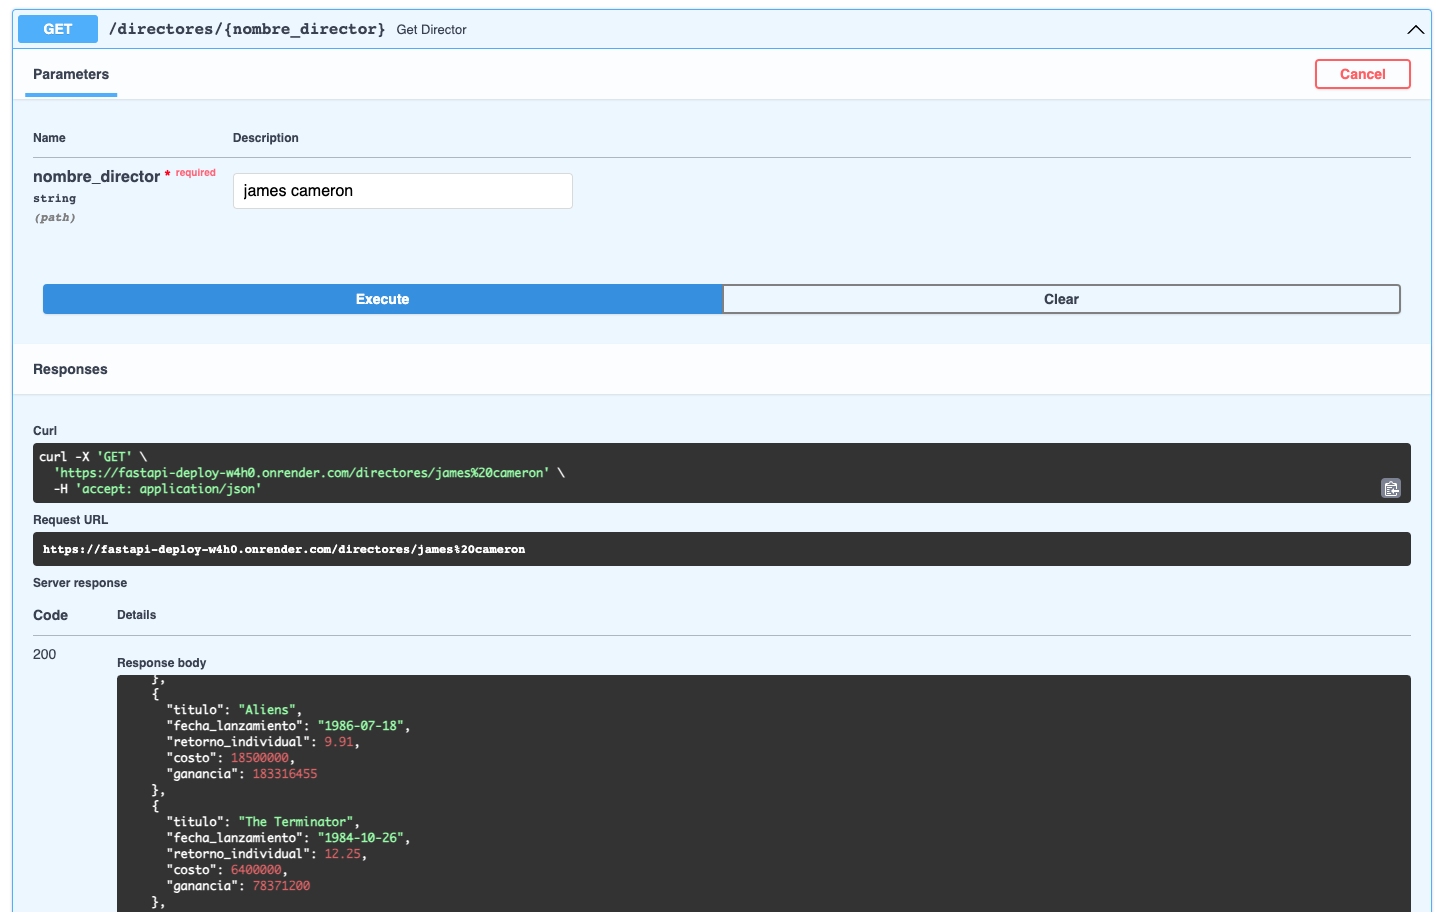 GET /directores/{nombre_director} Get Director
Parameters
Cancel
Name Description
nombre_director * required
string
(path)
james cameron
Execute
Clear
Responses
Curl
curl -X 'GET' \
'https://fastapi-deploy-w4h0.onrender.com/directores/james%20cameron' \
-H 'accept: application/json'
Request URL
https://fastapi-deploy-w4h0.onrender.com/directores/james%20cameron
Server response
Code Details
200
Response body
},
{
"titulo": "Aliens",
"fecha_lanzamiento": "1986-07-18",
"retorno_individual": 9.91,
"costo": 18500000,
"ganancia": 183316455
},
{
"titulo": "The Terminator",
"fecha_lanzamiento": "1984-10-26",
"retorno_individual": 12.25,
"costo": 6400000,
"ganancia": 78371200
},